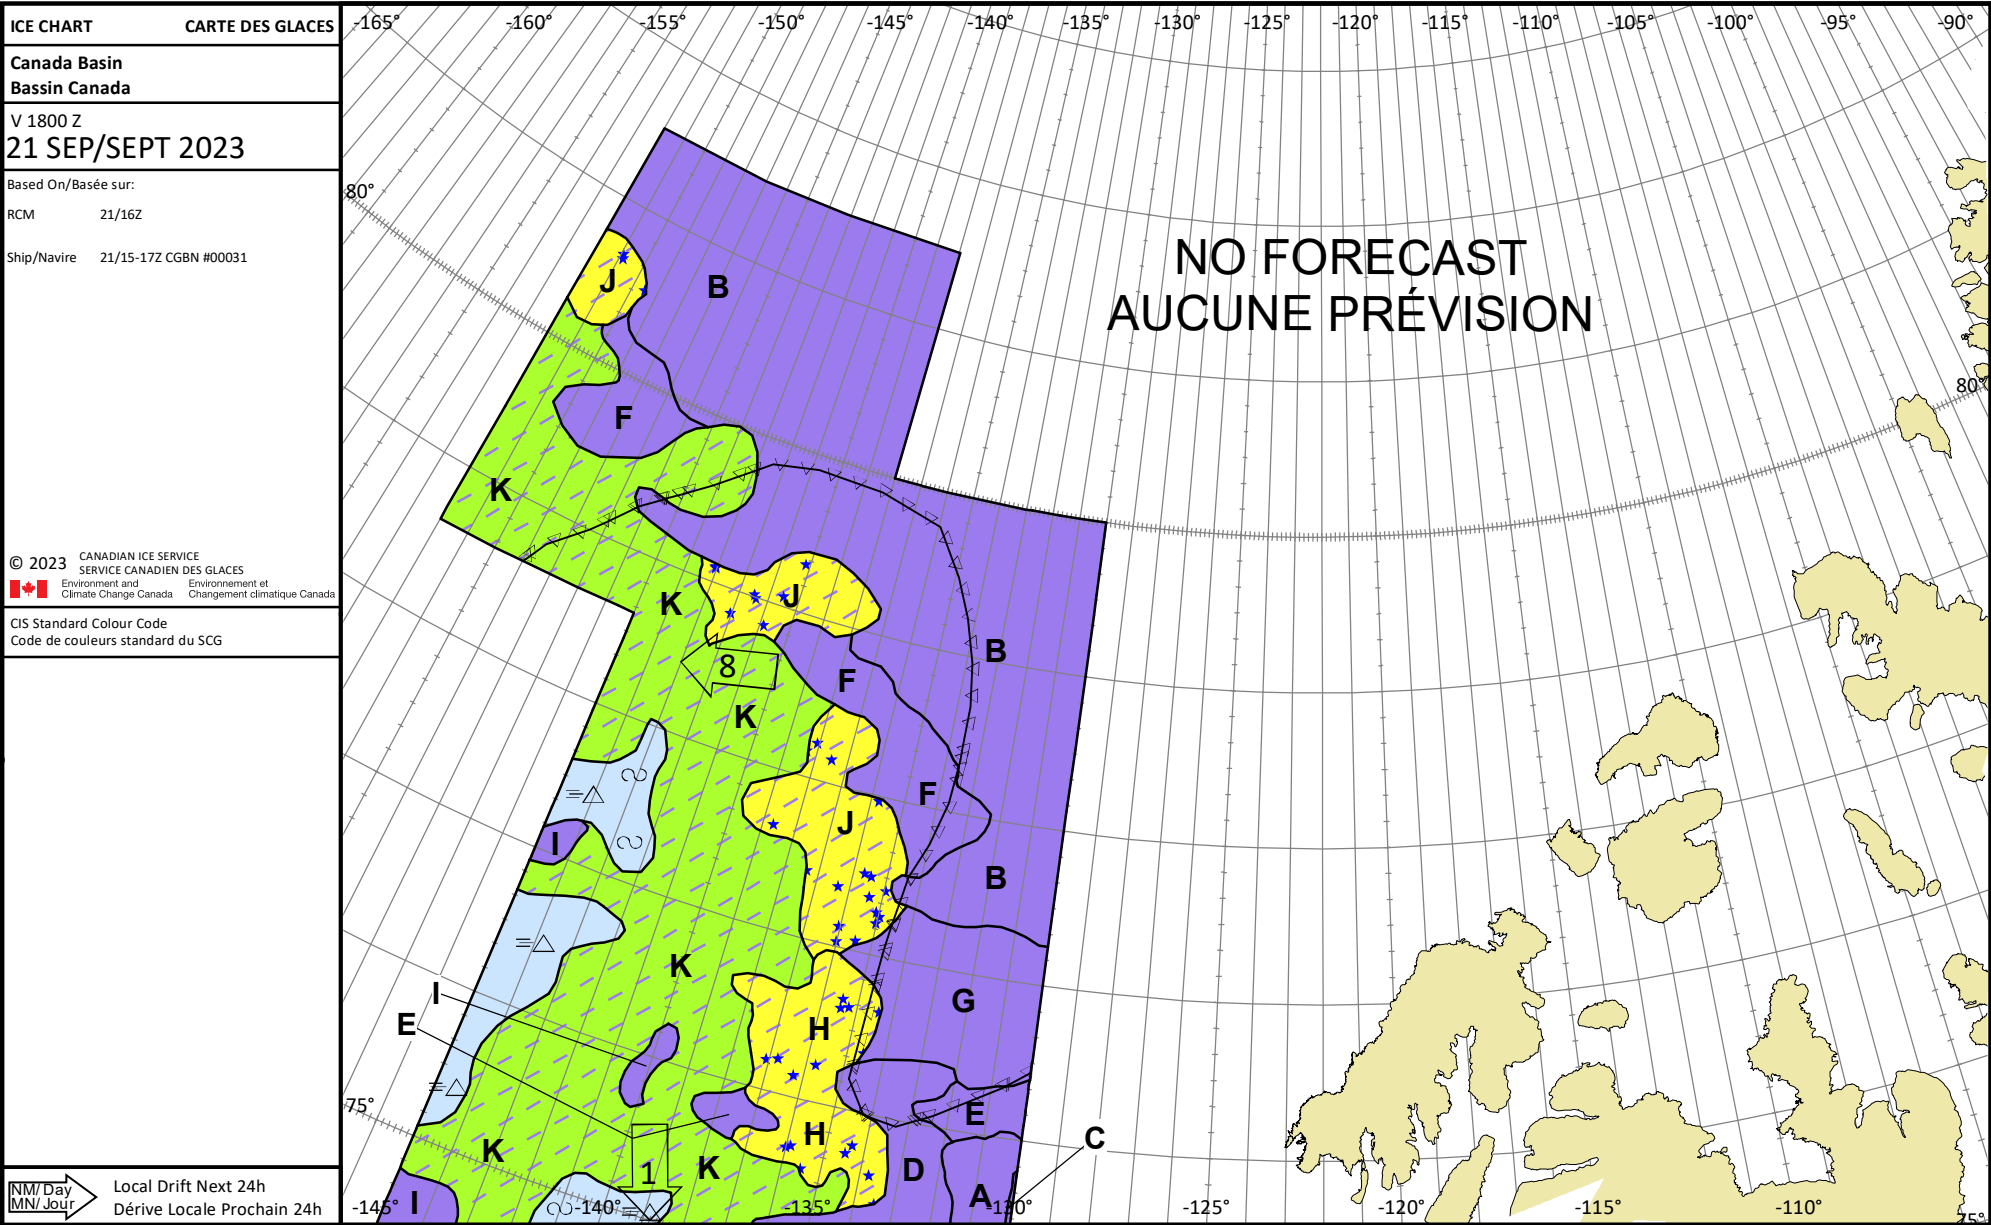 ICE CHART CARTE DES GLACES
Canada Basin
Bassin Canada
V 1800 Z
21 SEP/SEPT 2023
Based On/Basée sur:
RCM 21/16Z
Ship/Navire 21/15-17Z CGBN #00031
© 2023 CANADIAN ICE SERVICE
SERVICE CANADIEN DES GLACES
Environment and Climate Change Canada
Environnement et Changement climatique Canada
CIS Standard Colour Code
Code de couleurs standard du SCG
NM/Day
MN/Jour
Local Drift Next 24h
Dérive Locale Prochain 24h
-165° -160° -155° -150° -145° -140° -135° -130° -125° -120° -115° -110° -105° -100° -95° -90°
80°
NO FORECAST
AUCUNE PRÉVISION
J B
80°
F
K
K J
B
8 F
K
F
J
I
B
K
I
G
E H
75°
E
H C
K K D
1
A
I
-145° -140° -135° -130° -125° -120° -115° -110° 75°